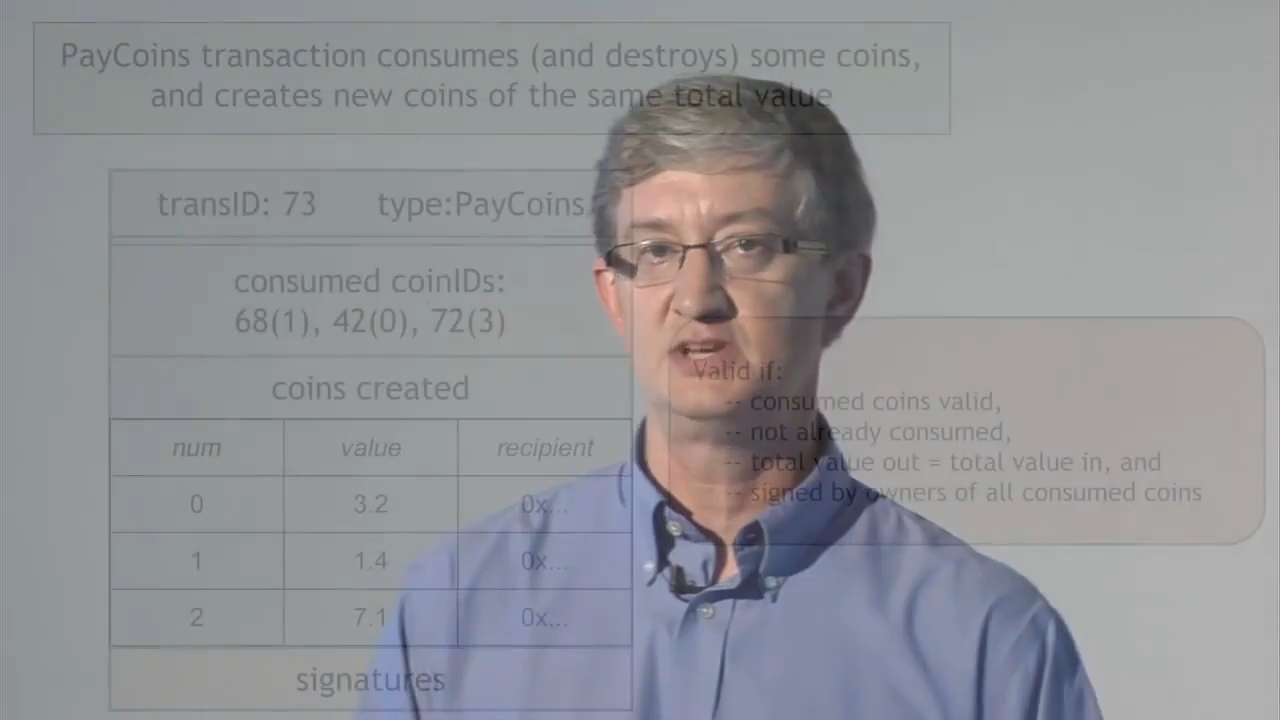 PayCoins transaction consumes (and destroys) some coins,
and creates new coins of the same total value
transID: 73 type:PayCoins
consumed coinIDs:
68(1), 42(0), 72(3)
coins created
num value recipient
0 3.2 0x...
1 1.4 0x...
2 7.1 0x...
signatures
Valid if:
-- consumed coins valid,
-- not already consumed,
-- total value out = total value in, and
-- signed by owners of all consumed coins